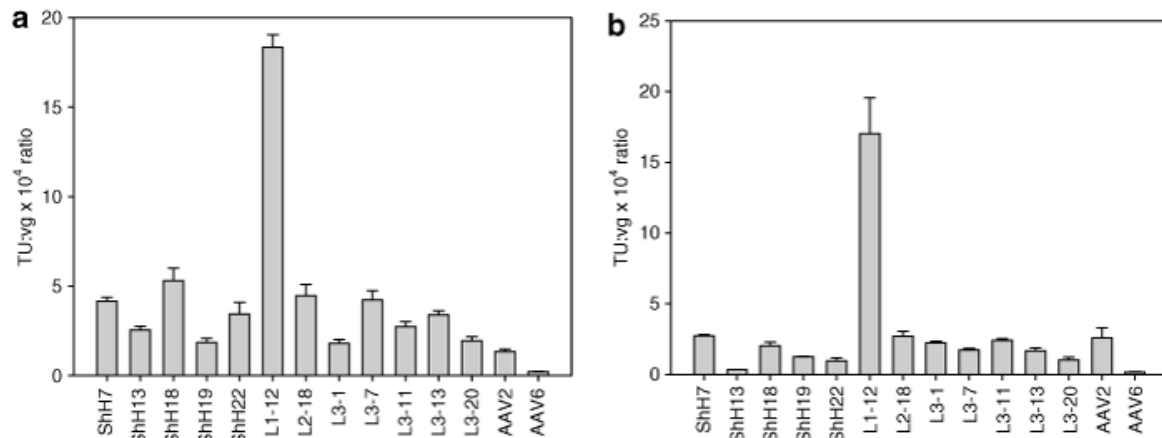 a
TU:vg x 10⁴ ratio
20
15
10
5
0
ShH7
ShH13
ShH18
ShH19
ShH22
L1-12
L2-18
L3-1
L3-7
L3-11
L3-13
L3-20
AAV2
AAV6
b
TU:vg x 10⁴ ratio
25
20
15
10
5
0
ShH7
ShH13
ShH18
ShH19
ShH22
L1-12
L2-18
L3-1
L3-7
L3-11
L3-13
L3-20
AAV2
AAV6